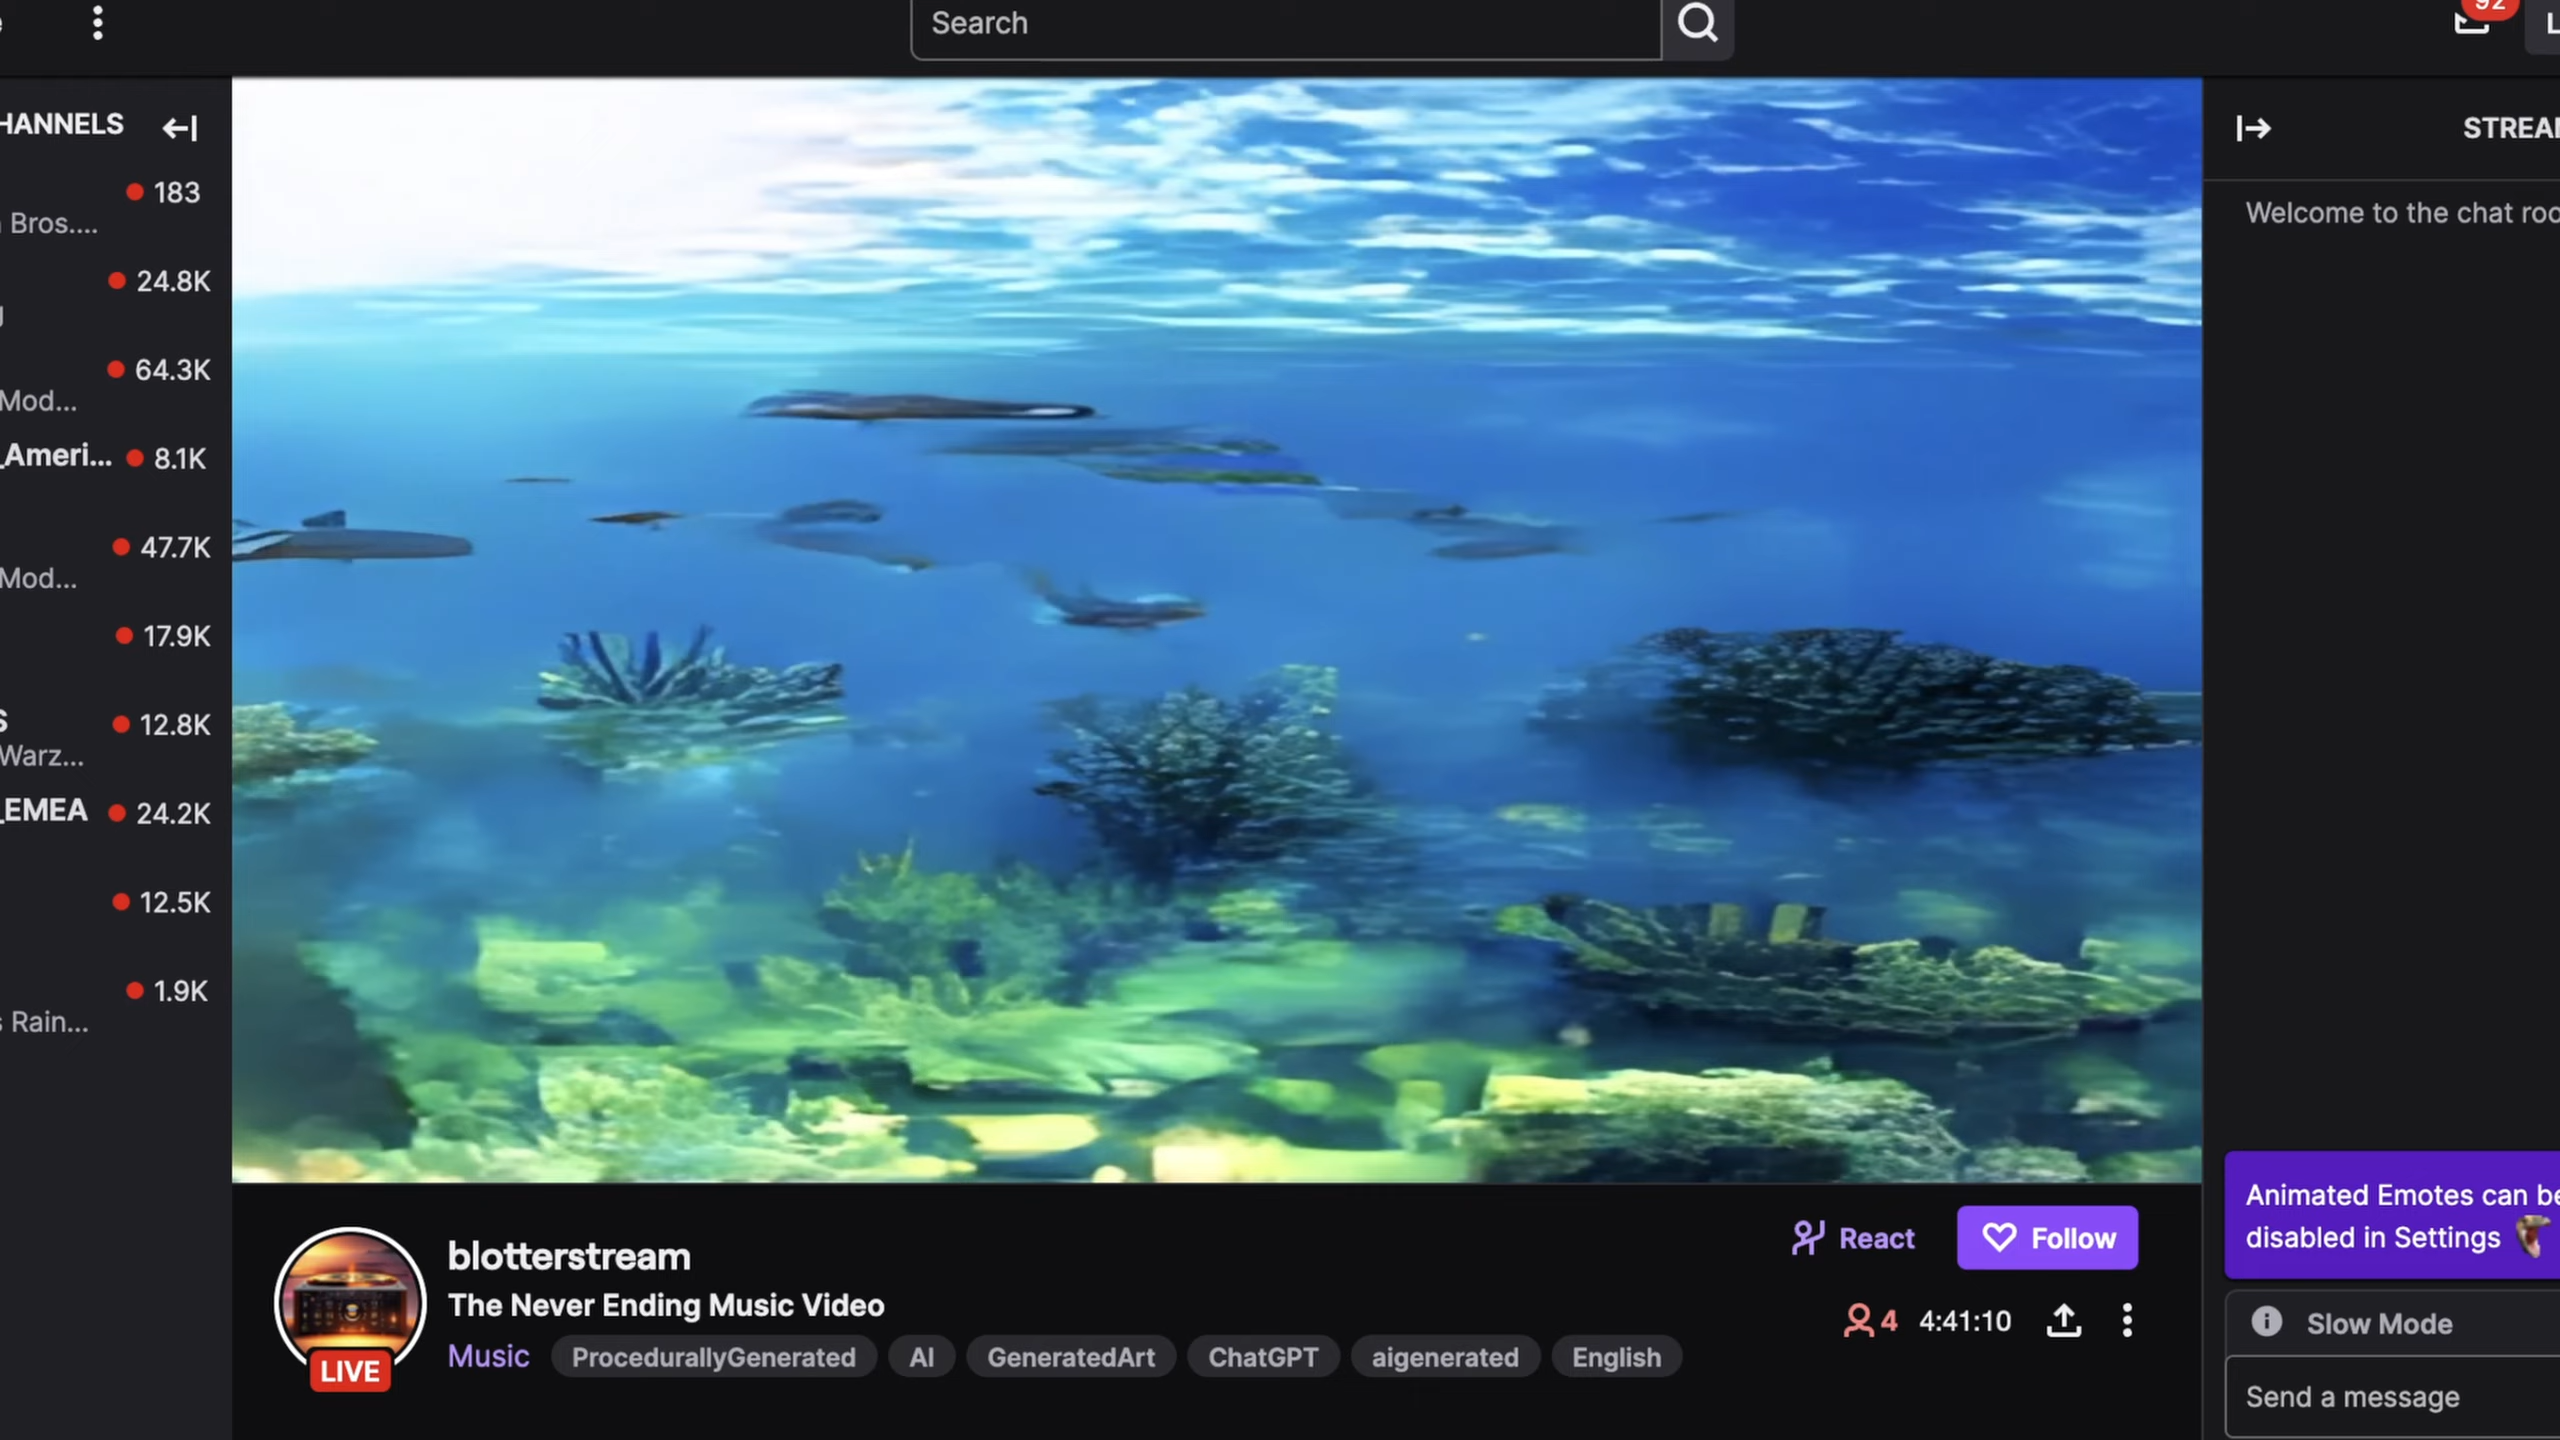 Search
92
HANNELS
183
Bros....
24.8K
64.3K
Mod...
_Ameri...
8.1K
47.7K
Mod...
17.9K
S
12.8K
Warz...
_EMEA
24.2K
12.5K
1.9K
s Rain...
STREA
Welcome to the chat roo
blotterstream
The Never Ending Music Video
Music ProcedurallyGenerated AI GeneratedArt ChatGPT aigenerated English
LIVE
React
Follow
4 4:41:10
Animated Emotes can be
disabled in Settings
Slow Mode
Send a message